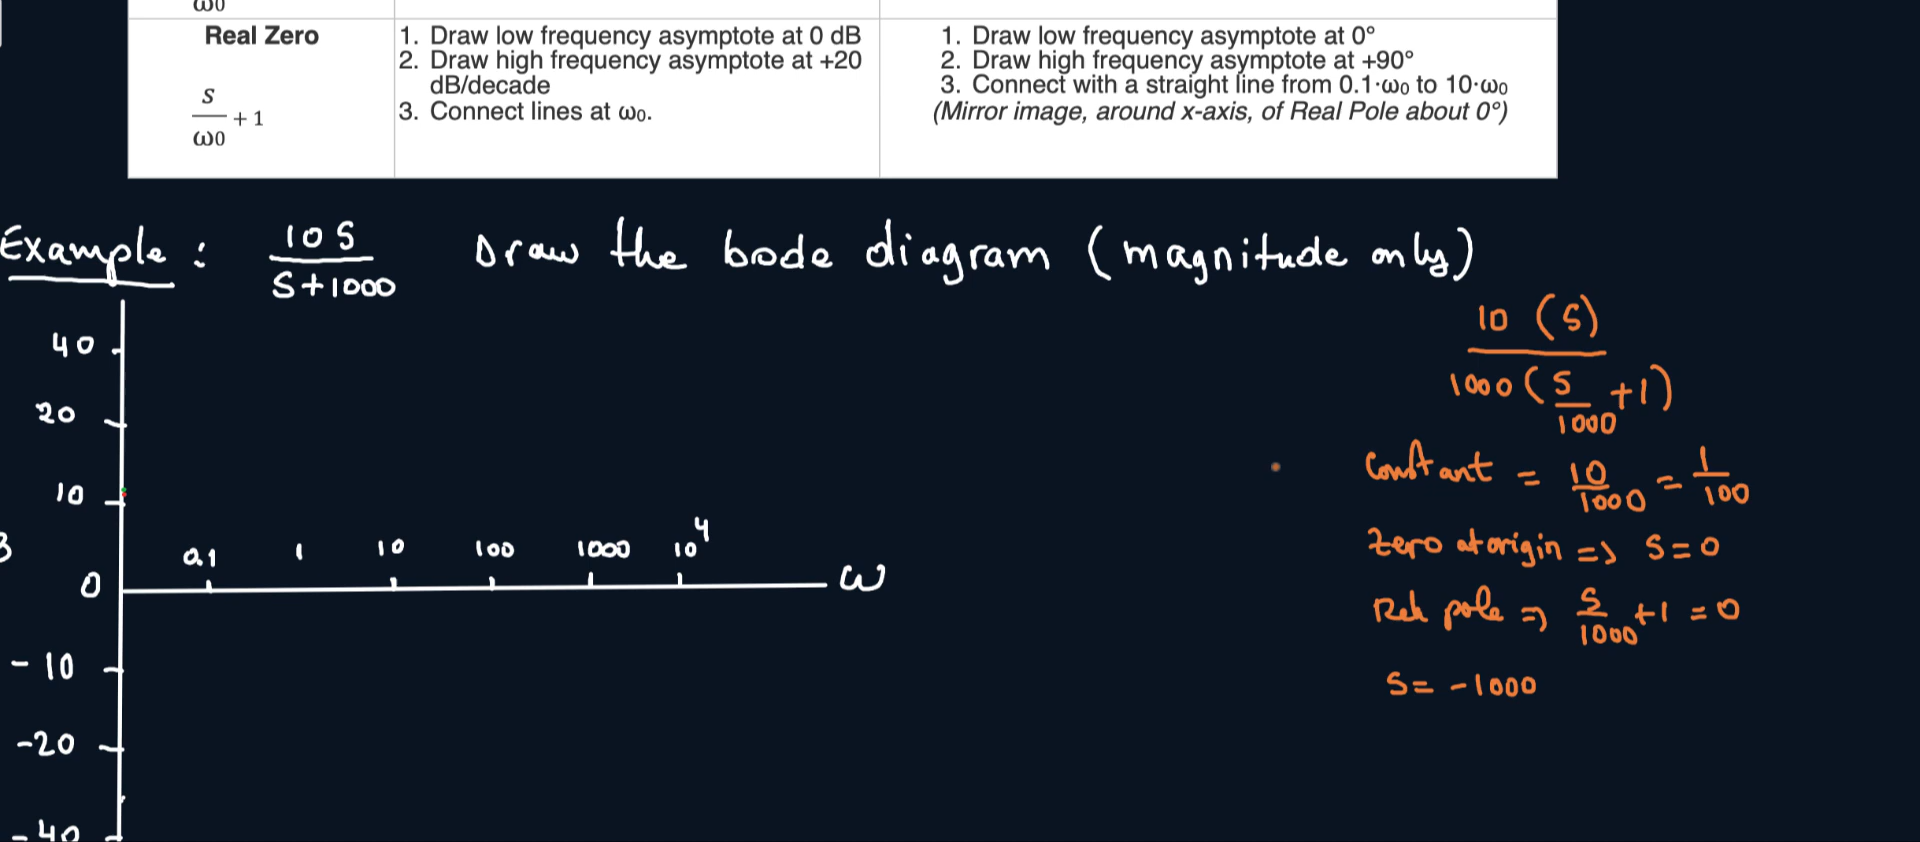 ω0
Real Zero
s
ω0
+ 1
1. Draw low frequency asymptote at 0 dB
2. Draw high frequency asymptote at +20
dB/decade
3. Connect lines at ω0.
1. Draw low frequency asymptote at 0°
2. Draw high frequency asymptote at +90°
3. Connect with a straight line from 0.1·ω0 to 10·ω0
(Mirror image, around x-axis, of Real Pole about 0°)
Example : 10S / S+1000 Draw the bode diagram (magnitude only)
40
20
10
0
-10
-20
-40
0.1 1 10 100 1000 10^4
ω
10 (S)
1000 (S/1000 +1)
Constant = 10/1000 = 1/100
Zero at origin => S=0
pole => S/1000 +1 = 0
S= -1000